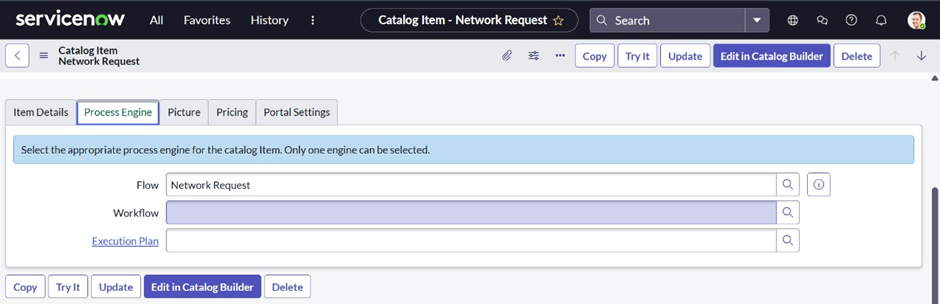 servicenow All Favorites History Catalog Item - Network Request Search
Catalog Item
Network Request
Copy Try It Update Edit in Catalog Builder Delete
Item Details Process Engine Picture Pricing Portal Settings
Select the appropriate process engine for the catalog Item. Only one engine can be selected.
Flow Network Request
Workflow
Execution Plan
Copy Try It Update Edit in Catalog Builder Delete